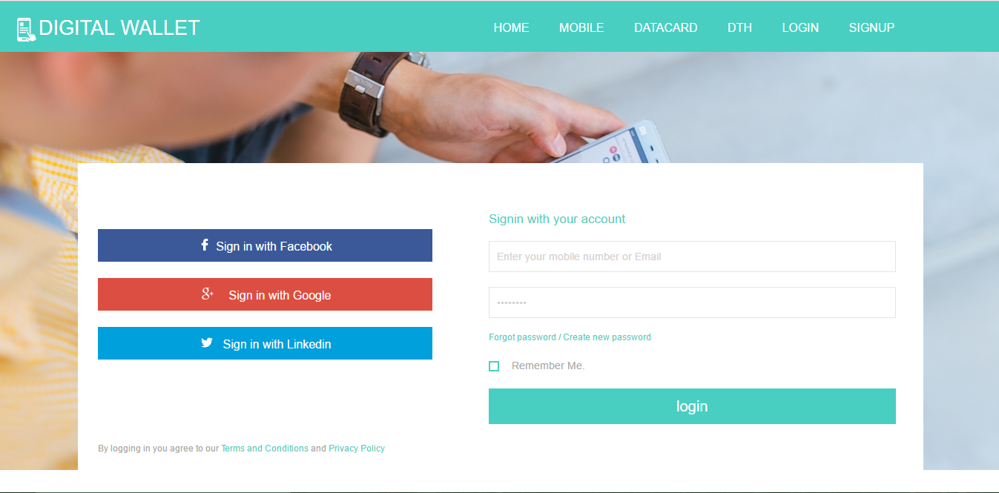 DIGITAL WALLET
HOME MOBILE DATACARD DTH LOGIN SIGNUP
Sign in with Facebook
Sign in with Google
Sign in with Linkedin
Signin with your account
Enter your mobile number or Email
Forgot password / Create new password
Remember Me.
login
By logging in you agree to our Terms and Conditions and Privacy Policy